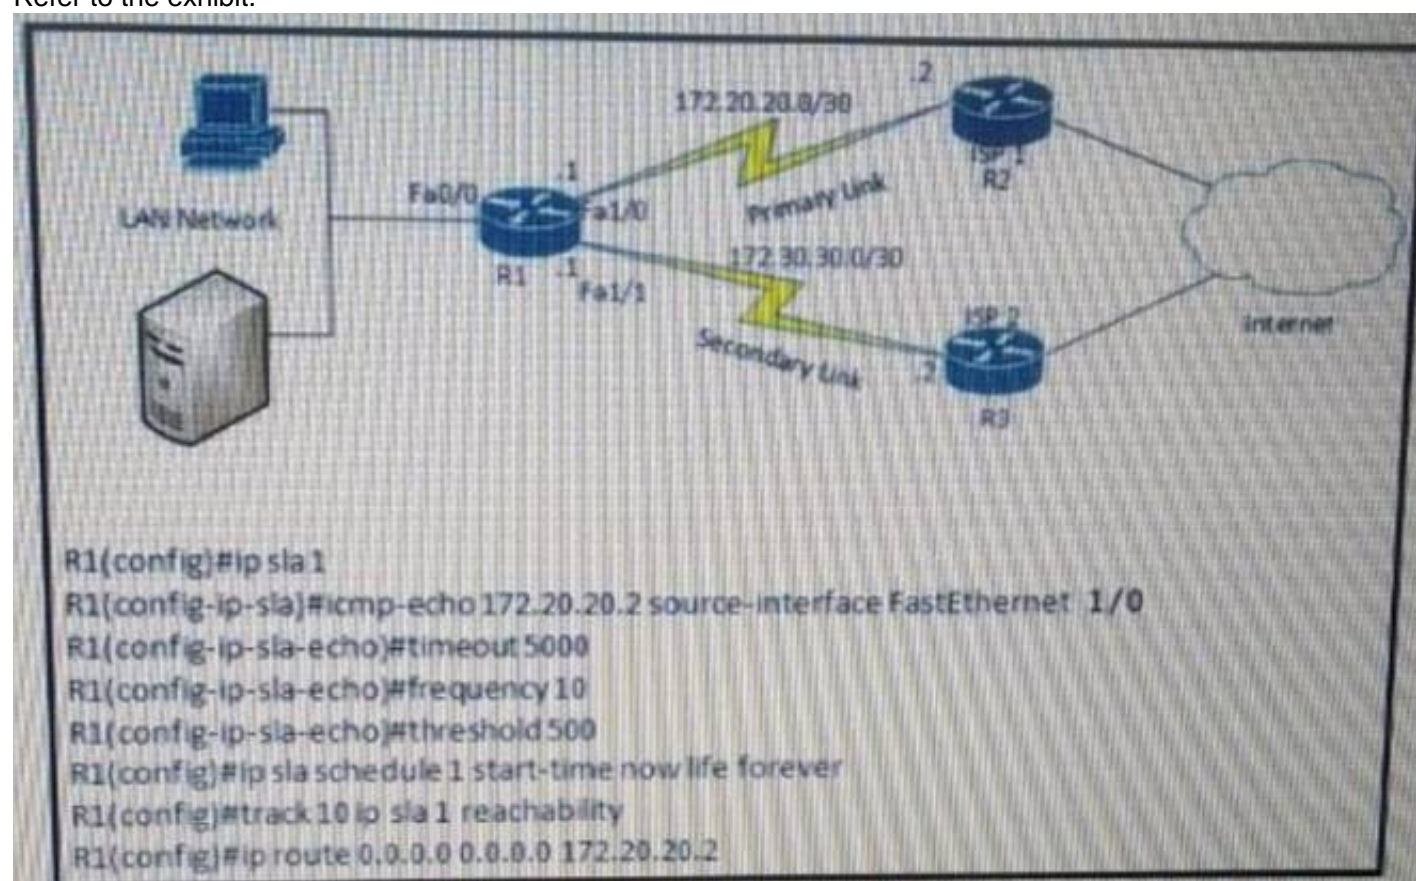 Refer to the exhibit.
.2
172.20.20.0/30
ISP 1
R2
.1
Fa0/0
Fa1/0
Primary Link
LAN Network
172.30.30.0/30
R1
.1
Fa1/1
ISP 2
internet
Secondary Link
.2
R3
R1(config)#ip sla 1
R1(config-ip-sla)#icmp-echo 172.20.20.2 source-interface FastEthernet 1/0
R1(config-ip-sla-echo)#timeout 5000
R1(config-ip-sla-echo)#frequency 10
R1(config-ip-sla-echo)#threshold 500
R1(config)#ip sla schedule 1 start-time now life forever
R1(config)#track 10 ip sla 1 reachability
R1(config)#ip route 0.0.0.0 0.0.0.0 172.20.20.2